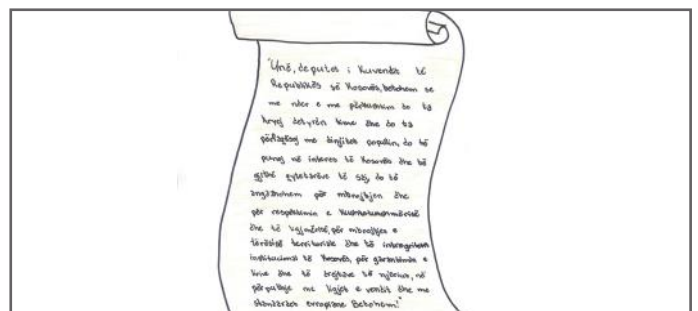 "Unë, deputet i Kuvendit të
Republikës së Kosovës, betohem se
me nder e me përkushtim do ta
kryej detyrën time dhe do ta
përfaqësoj me dinjitet popullin, do të
punoj në interes të Kosovës dhe të
gjithë qytetarëve të saj, do të
angazhohem për mbrojtjen dhe
për respektimin e kushtetutshmërisë
dhe të ligjmërisë, për mbrojtjen e
tërësisë territoriale dhe të integritetit
institucional të Kosovës, për garantimin e
lirive dhe të drejtave të njeriut, në
përputhje me ligjet e vendit dhe me
standardet evropiane Betohem!"